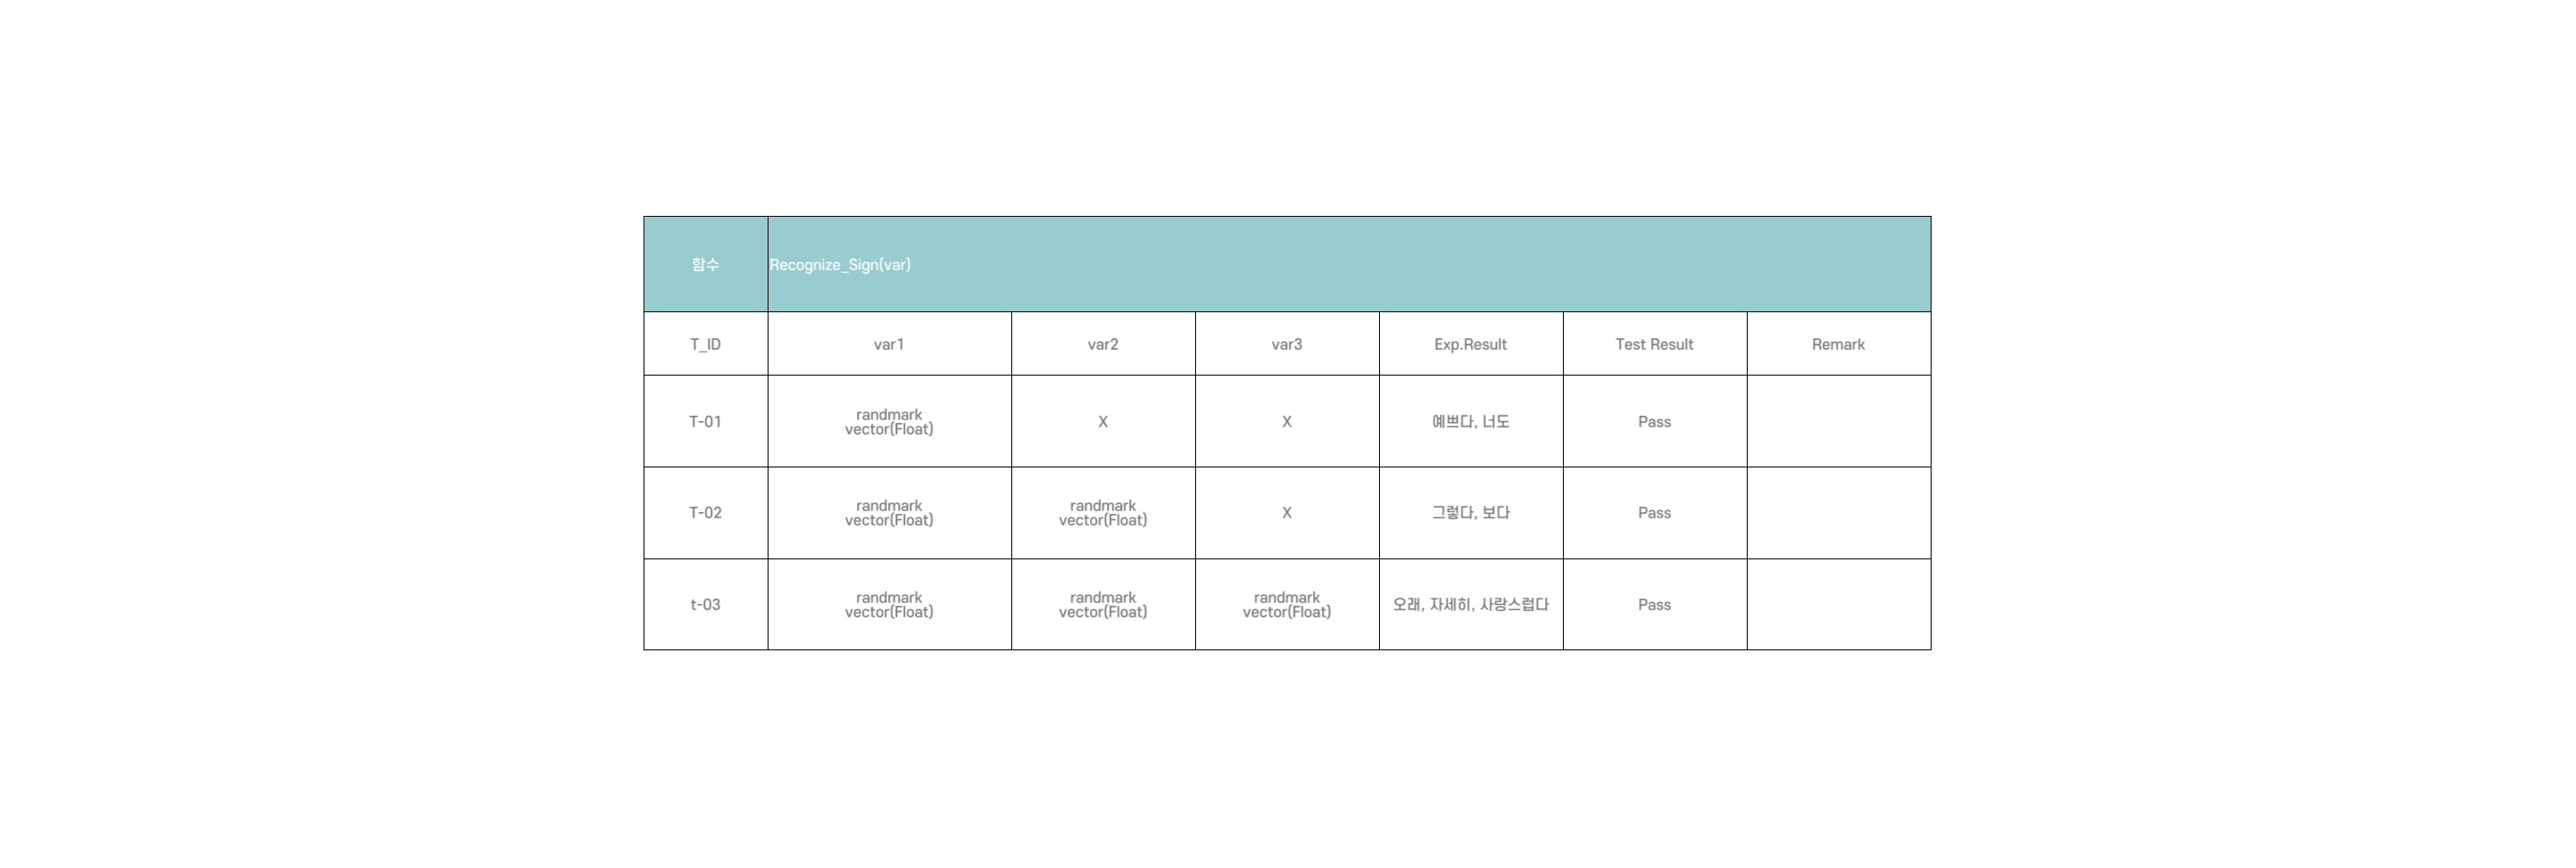 함수 Recognize_Sign(var)
T_ID var1 var2 var3 Exp.Result Test Result Remark
T-01 randmark vector(Float) X X 예쁘다, 너도 Pass
T-02 randmark vector(Float) randmark vector(Float) X 그렇다, 보다 Pass
t-03 randmark vector(Float) randmark vector(Float) randmark vector(Float) 오래, 자세히, 사랑스럽다 Pass